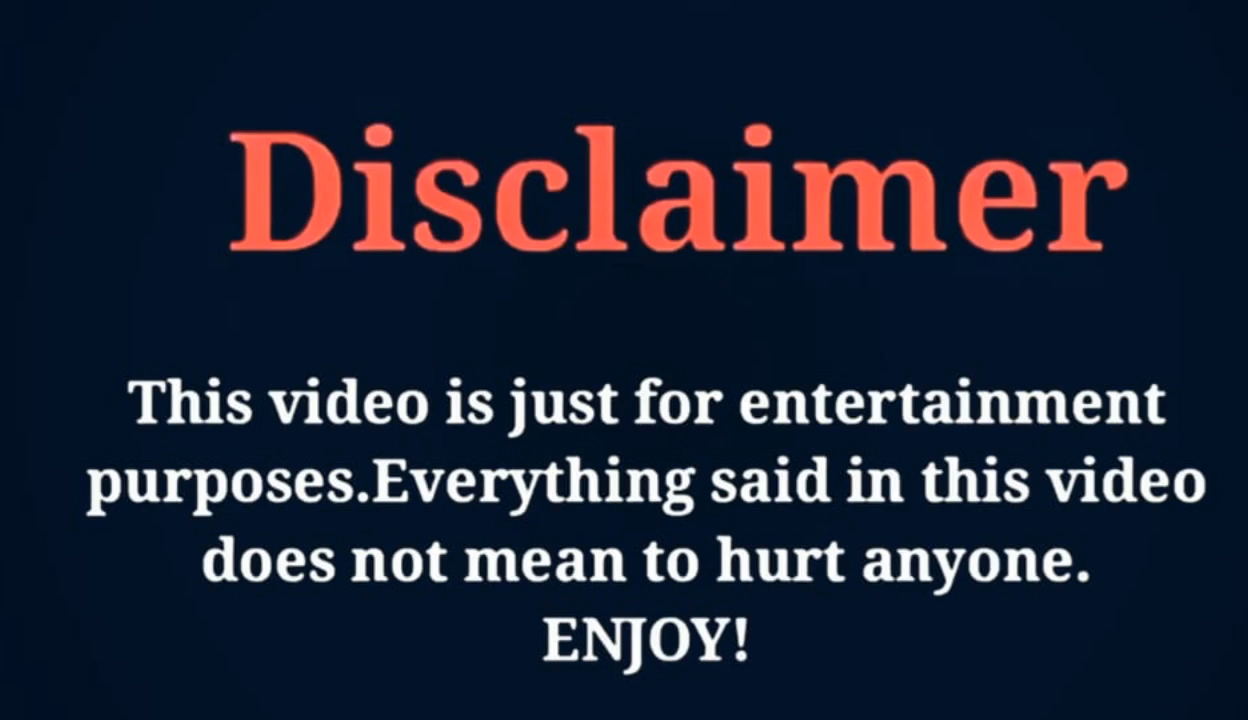 Disclaimer
This video is just for entertainment
purposes.Everything said in this video
does not mean to hurt anyone.
ENJOY!